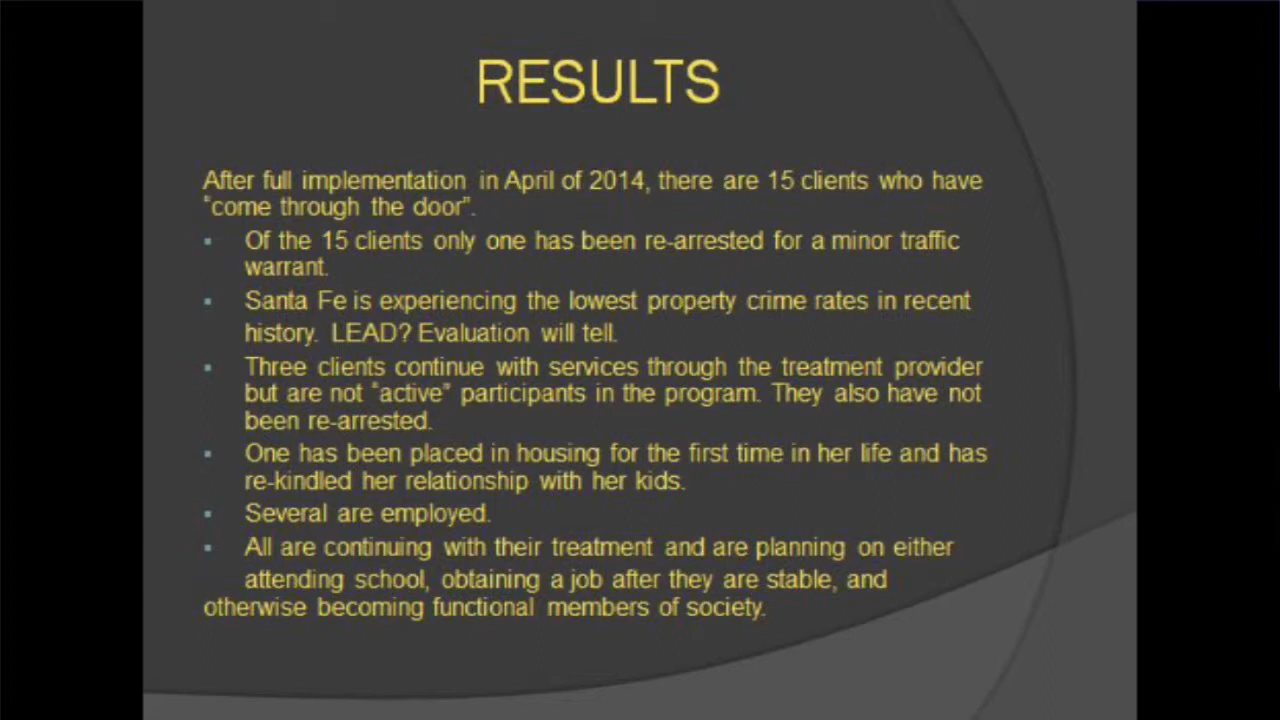 RESULTS
After full implementation in April of 2014, there are 15 clients who have
"come through the door".
▪ Of the 15 clients only one has been re-arrested for a minor traffic
warrant.
▪ Santa Fe is experiencing the lowest property crime rates in recent
history. LEAD? Evaluation will tell.
▪ Three clients continue with services through the treatment provider
but are not "active" participants in the program. They also have not
been re-arrested.
▪ One has been placed in housing for the first time in her life and has
re-kindled her relationship with her kids.
▪ Several are employed.
▪ All are continuing with their treatment and are planning on either
attending school, obtaining a job after they are stable, and
otherwise becoming functional members of society.